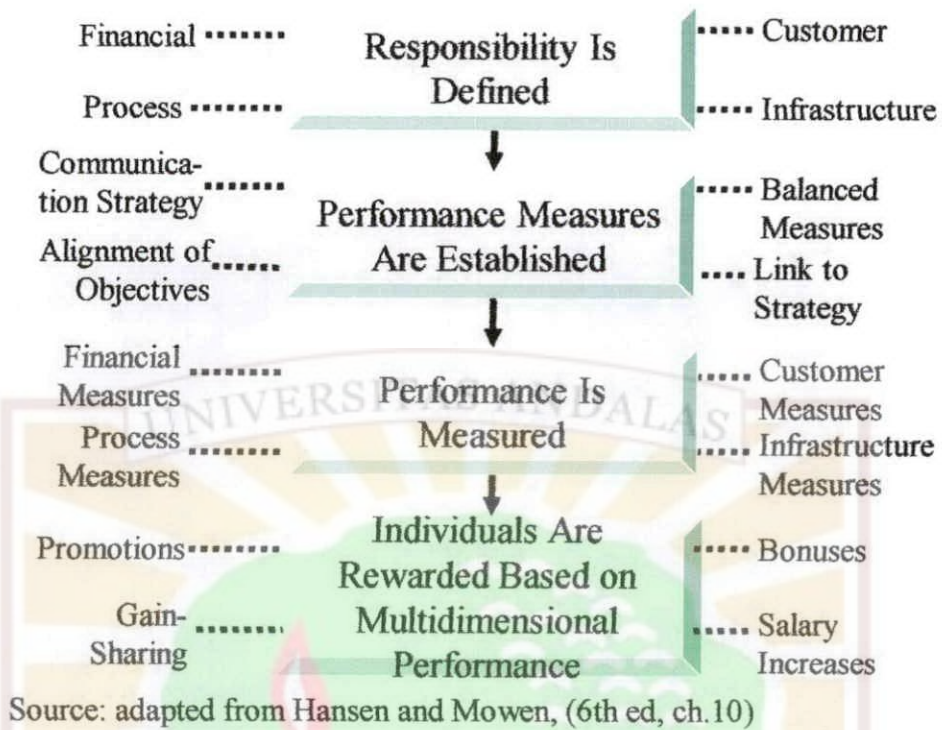 Financial
Customer
Responsibility Is
Defined
Process
Infrastructure
Communica-
tion Strategy
Balanced
Measures
Performance Measures
Are Established
Alignment of
Objectives
Link to
Strategy
Financial
Measures
Customer
Measures
Performance Is
Measured
Process
Measures
Infrastructure
Measures
UNIVERSITAS ANDALAS
Promotions
Bonuses
Individuals Are
Rewarded Based on
Multidimensional
Performance
Gain-
Sharing
Salary
Increases
Source: adapted from Hansen and Mowen, (6th ed, ch.10)